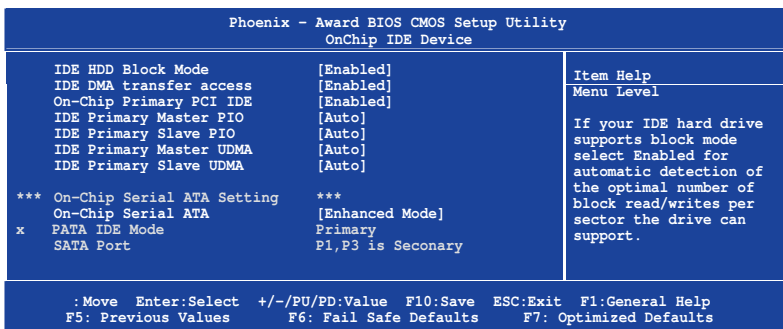 Phoenix - Award BIOS CMOS Setup Utility
OnChip IDE Device
IDE HDD Block Mode [Enabled]
IDE DMA transfer access [Enabled]
On-Chip Primary PCI IDE [Enabled]
IDE Primary Master PIO [Auto]
IDE Primary Slave PIO [Auto]
IDE Primary Master UDMA [Auto]
IDE Primary Slave UDMA [Auto]
*** On-Chip Serial ATA Setting ***
On-Chip Serial ATA [Enhanced Mode]
x PATA IDE Mode Primary
SATA Port P1,P3 is Seconary
Item Help
Menu Level
If your IDE hard drive
supports block mode
select Enabled for
automatic detection of
the optimal number of
block read/writes per
sector the drive can
support.
:Move Enter:Select +/-/PU/PD:Value F10:Save ESC:Exit F1:General Help
F5: Previous Values F6: Fail Safe Defaults F7: Optimized Defaults